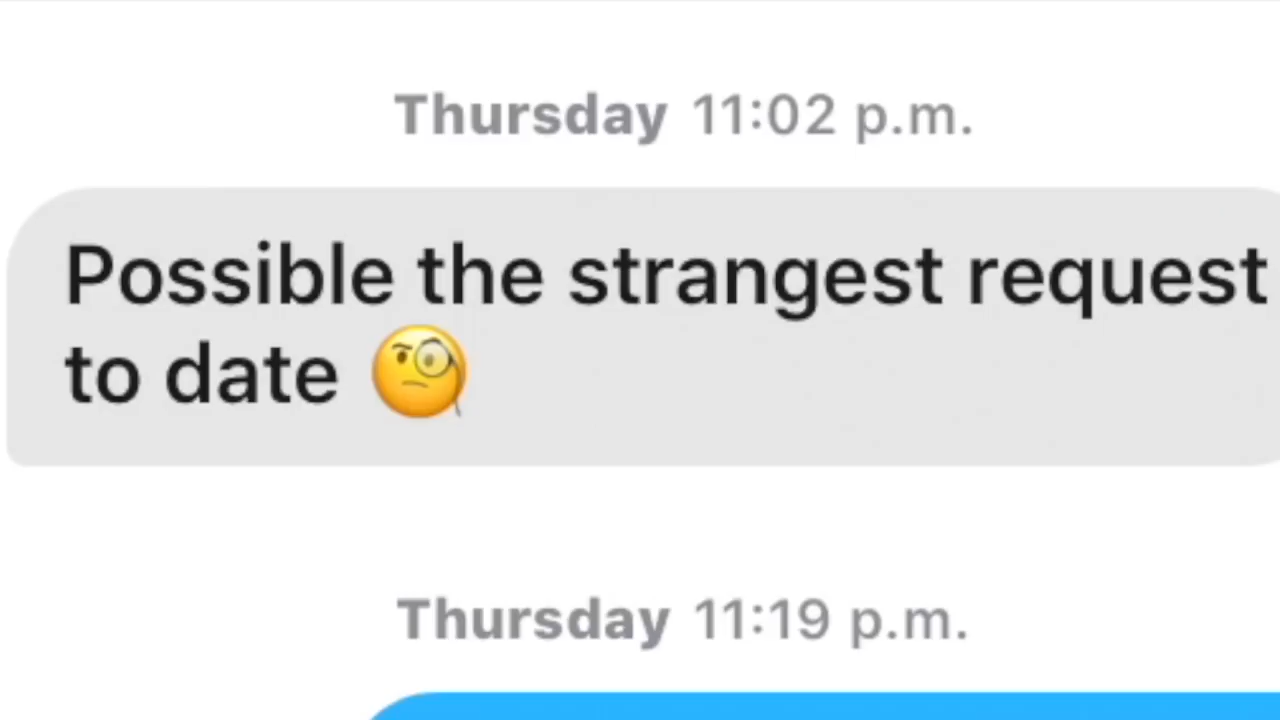 Thursday 11:02 p.m.
Possible the strangest request
to date 🧐
Thursday 11:19 p.m.